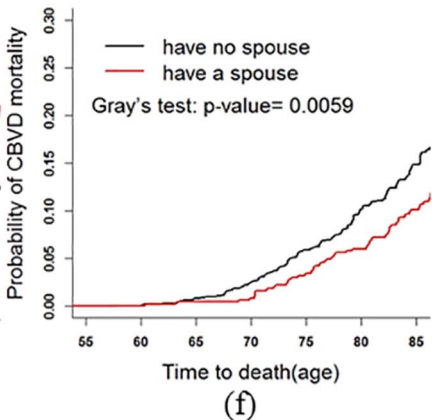 Probability of CBVD mortality
0.30
0.25
0.20
0.15
0.10
0.05
0.00
have no spouse
have a spouse
Gray's test: p-value= 0.0059
55 60 65 70 75 80 85
Time to death(age)
(f)